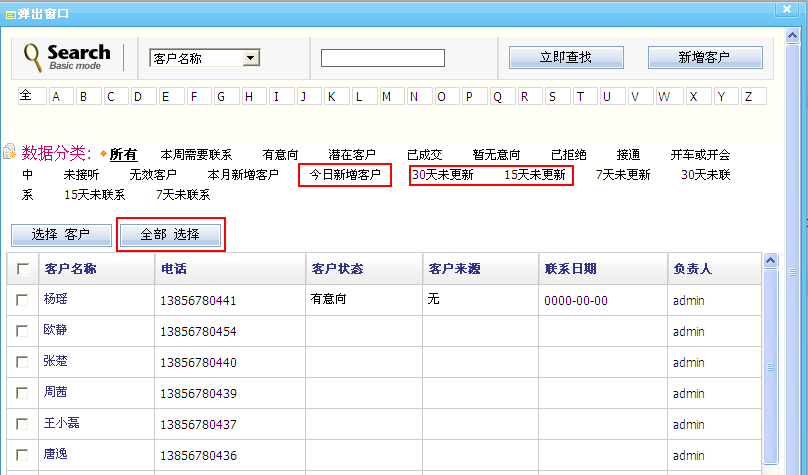 弹出窗口
Search 客户名称 立即查找 新增客户
Basic mode
全 A B C D E F G H I J K L M N O P Q R S T U V W X Y Z
数据分类： 所有 本周需要联系 有意向 潜在客户 已成交 暂无意向 已拒绝 接通 开车或开会
中 未接听 无效客户 本月新增客户 今日新增客户 30天未更新 15天未更新 7天未更新 30天未联
系 15天未联系 7天未联系
选择 客户 全部 选择
客户名称 电话 客户状态 客户来源 联系日期 负责人
杨瑶 13856780441 有意向 无 0000-00-00 admin
欧静 13856780454 admin
张楚 13856780440 admin
周茜 13856780439 admin
王小磊 13856780437 admin
唐逸 13856780436 admin